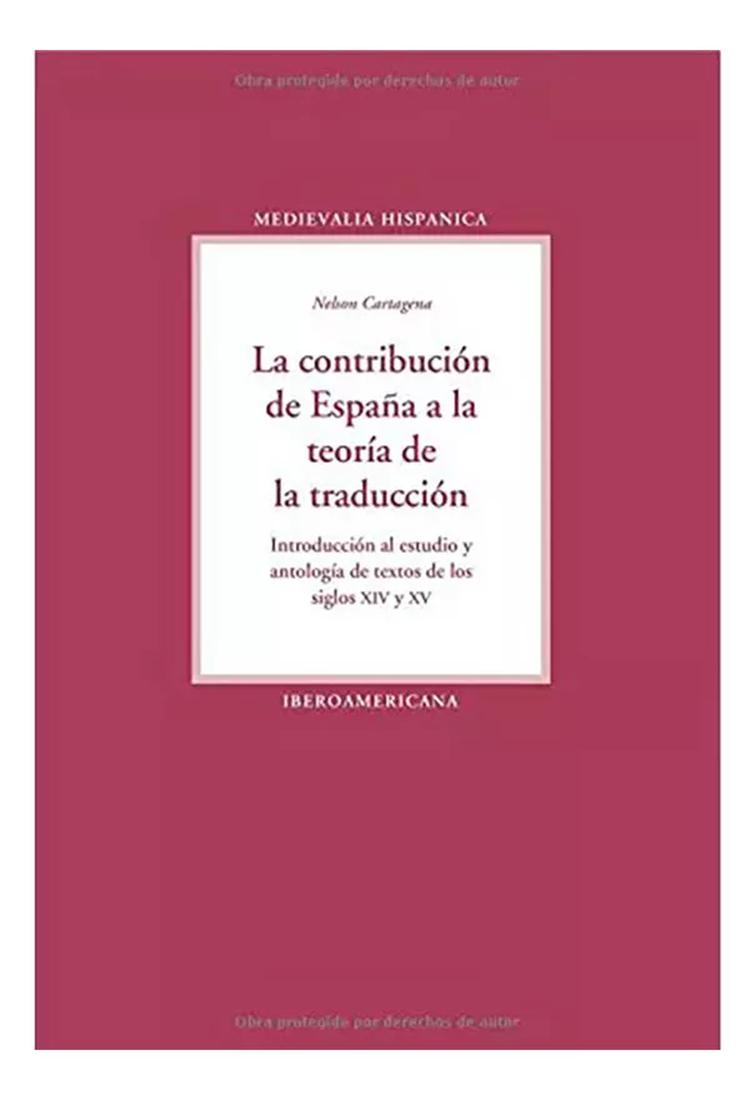 Obra protegida por derechos de autor
MEDIEVALIA HISPANICA
Nelson Cartagena
La contribución
de España a la
teoría de
la traducción
Introducción al estudio y
antología de textos de los
siglos XIV y XV
IBEROAMERICANA
Obra protegida por derechos de autor